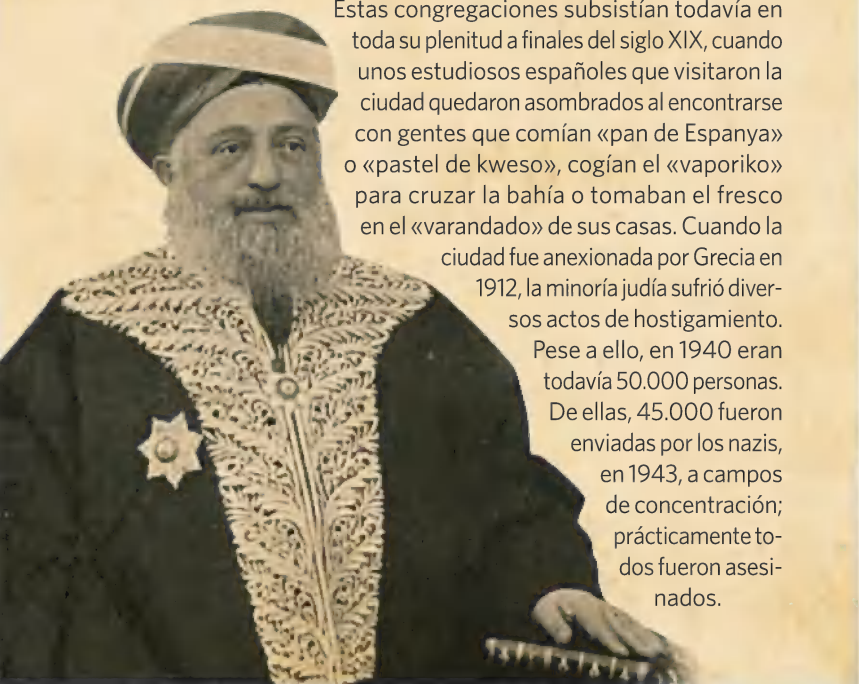 Estas congregaciones subsistían todavía en
toda su plenitud a finales del siglo XIX, cuando
unos estudiosos españoles que visitaron la
ciudad quedaron asombrados al encontrarse
con gentes que comían «pan de Espanya»
o «pastel de kweso», cogían el «vaporiko»
para cruzar la bahía o tomaban el fresco
en el «varandado» de sus casas. Cuando la
ciudad fue anexionada por Grecia en
1912, la minoría judía sufrió diver-
sos actos de hostigamiento.
Pese a ello, en 1940 eran
todavía 50.000 personas.
De ellas, 45.000 fueron
enviadas por los nazis,
en 1943, a campos
de concentración;
prácticamente to-
dos fueron asesi-
nados.